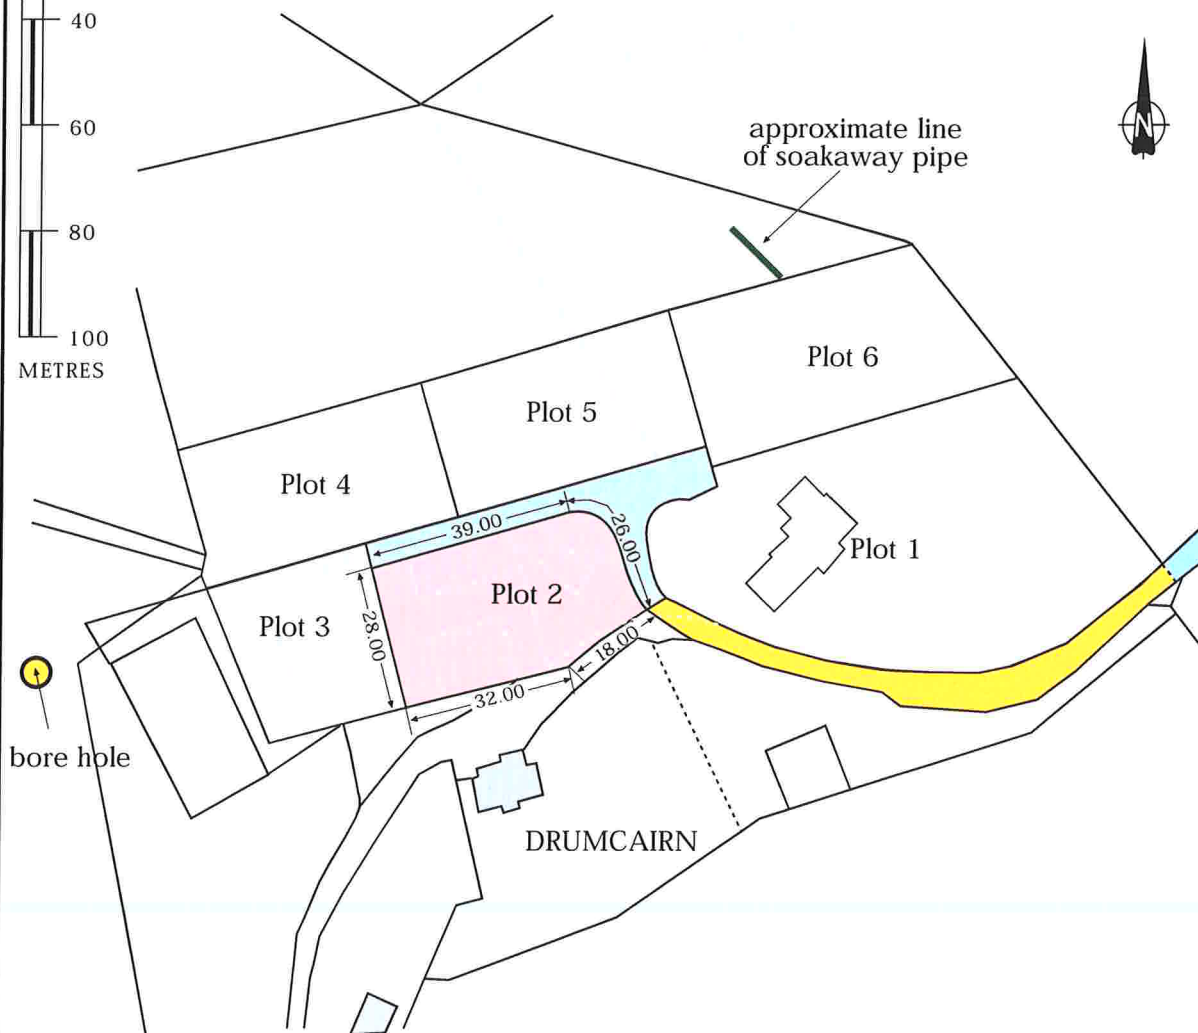 40
60
80
100
METRES
approximate line
of soakaway pipe
N
Plot 6
Plot 5
Plot 4
39.00
26.00
Plot 1
Plot 2
Plot 3
28.00
18.00
32.00
bore hole
DRUMCAIRN